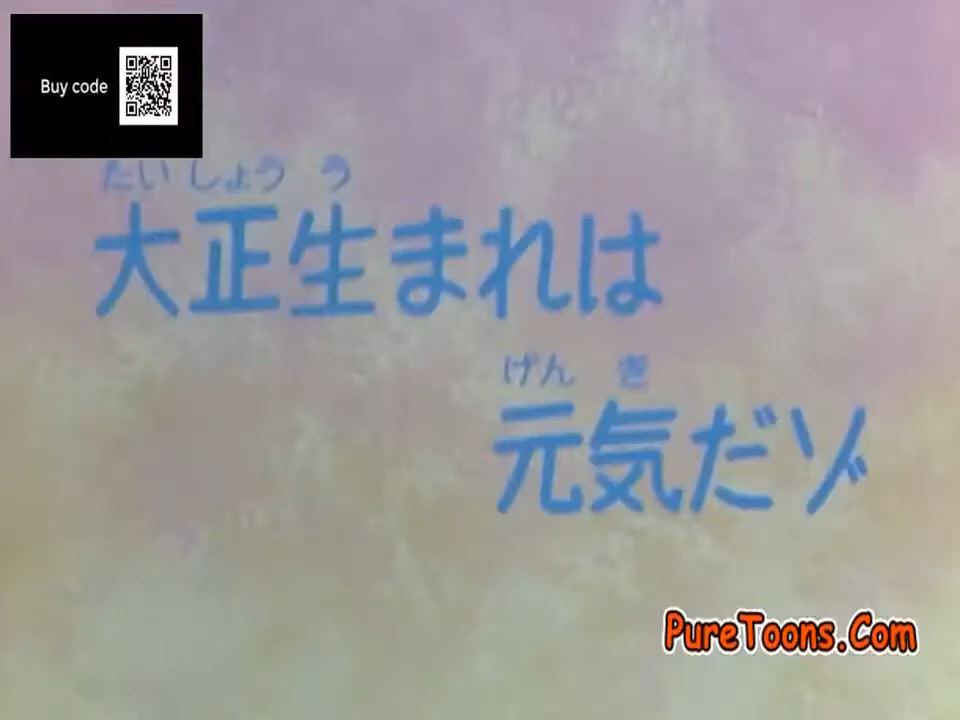 Buy code
たいしょう う
大正生まれは
げん き
元気だゾ
PureToons.Com